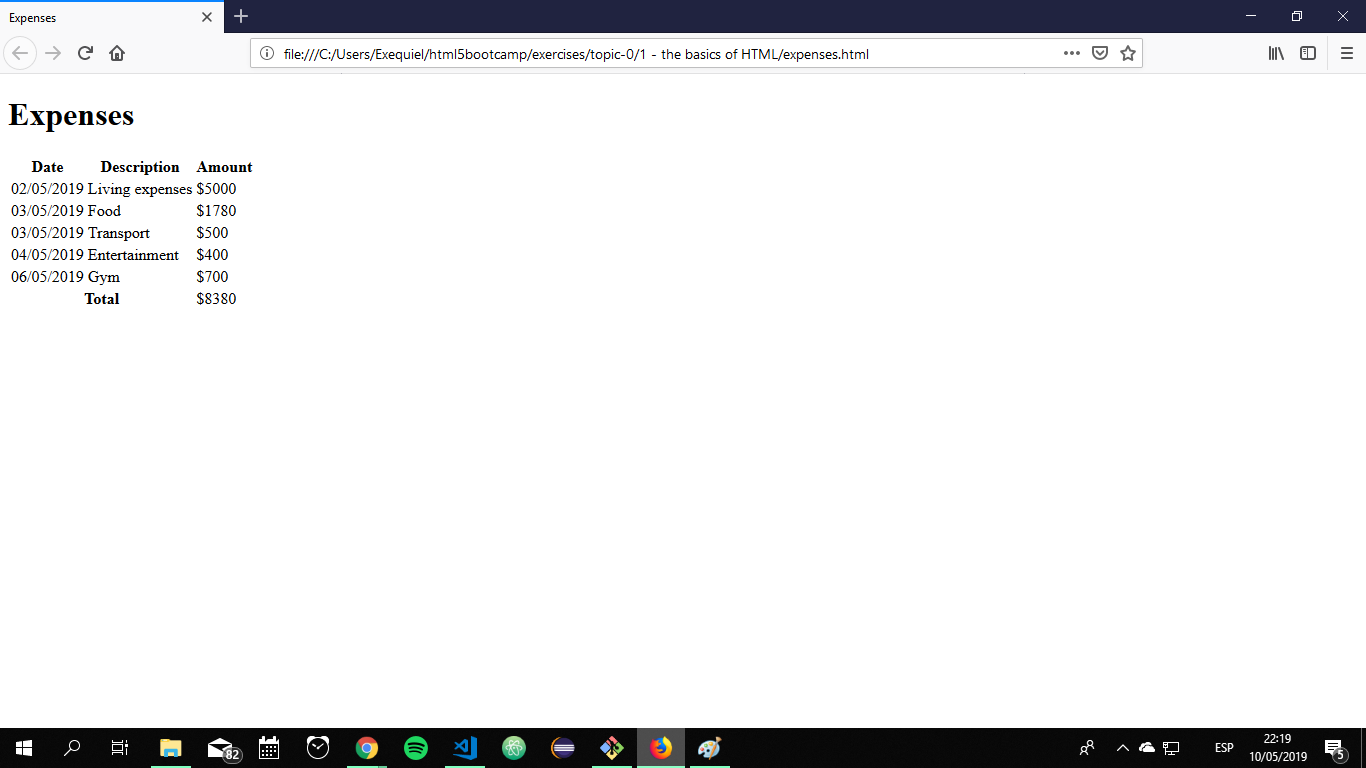 Expenses
file:///C:/Users/Exequiel/html5bootcamp/exercises/topic-0/1 - the basics of HTML/expenses.html
Expenses
Date Description Amount
02/05/2019 Living expenses $5000
03/05/2019 Food $1780
03/05/2019 Transport $500
04/05/2019 Entertainment $400
06/05/2019 Gym $700
Total $8380
82
ESP
22:19
10/05/2019
5